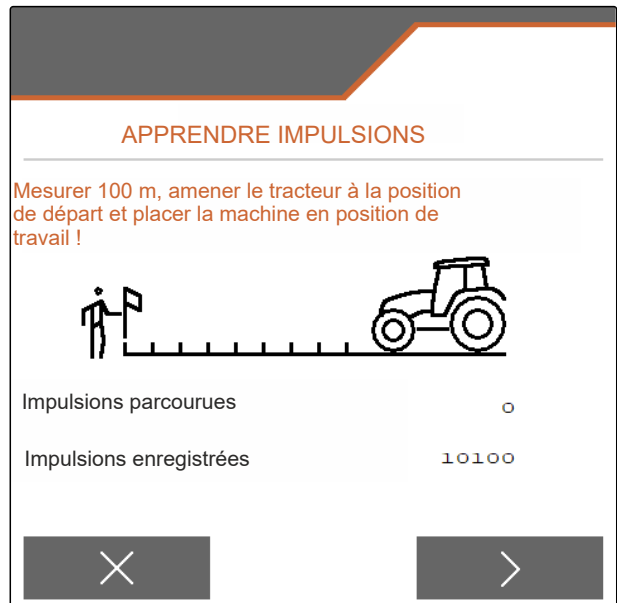 APPRENDRE IMPULSIONS
Mesurer 100 m, amener le tracteur à la position
de départ et placer la machine en position de
travail !
Impulsions parcourues 0
Impulsions enregistrées 10100